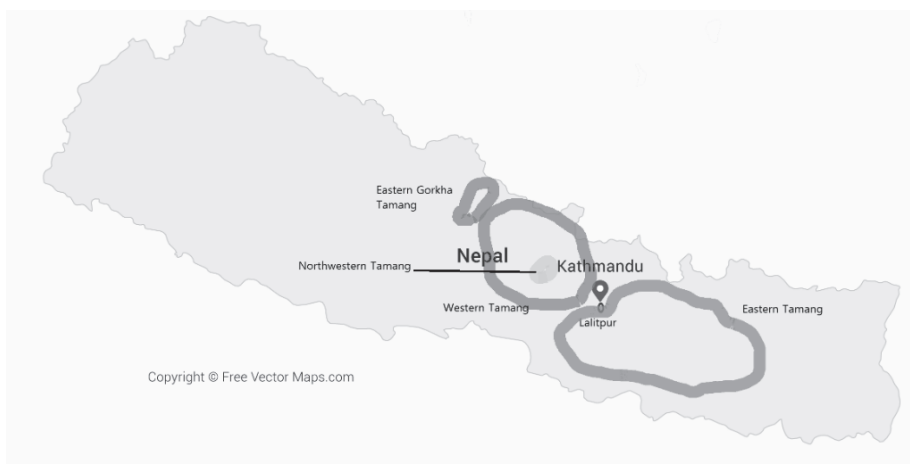 Eastern Gorkha
Tamang
Nepal
Kathmandu
Northwestern Tamang
Western Tamang
Eastern Tamang
Lalitpur
Copyright © Free Vector Maps.com